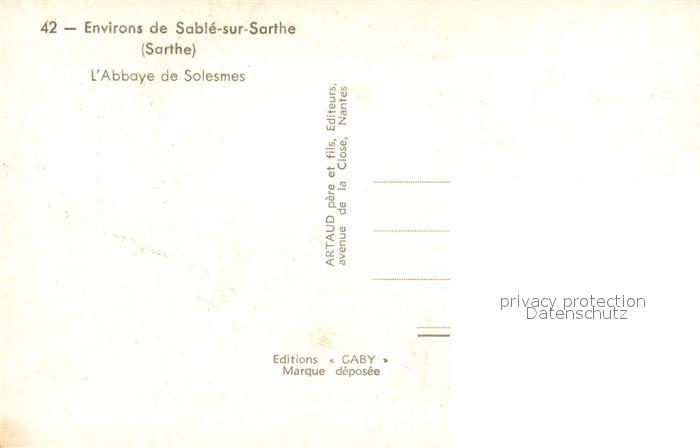 42 — Environs de Sablé-sur-Sarthe
(Sarthe)
L'Abbaye de Solesmes
ARTAUD père et fils, Editeurs,
avenue de la Close, Nantes
privacy protection
Datenschutz
Editions « GABY »
Marque déposée